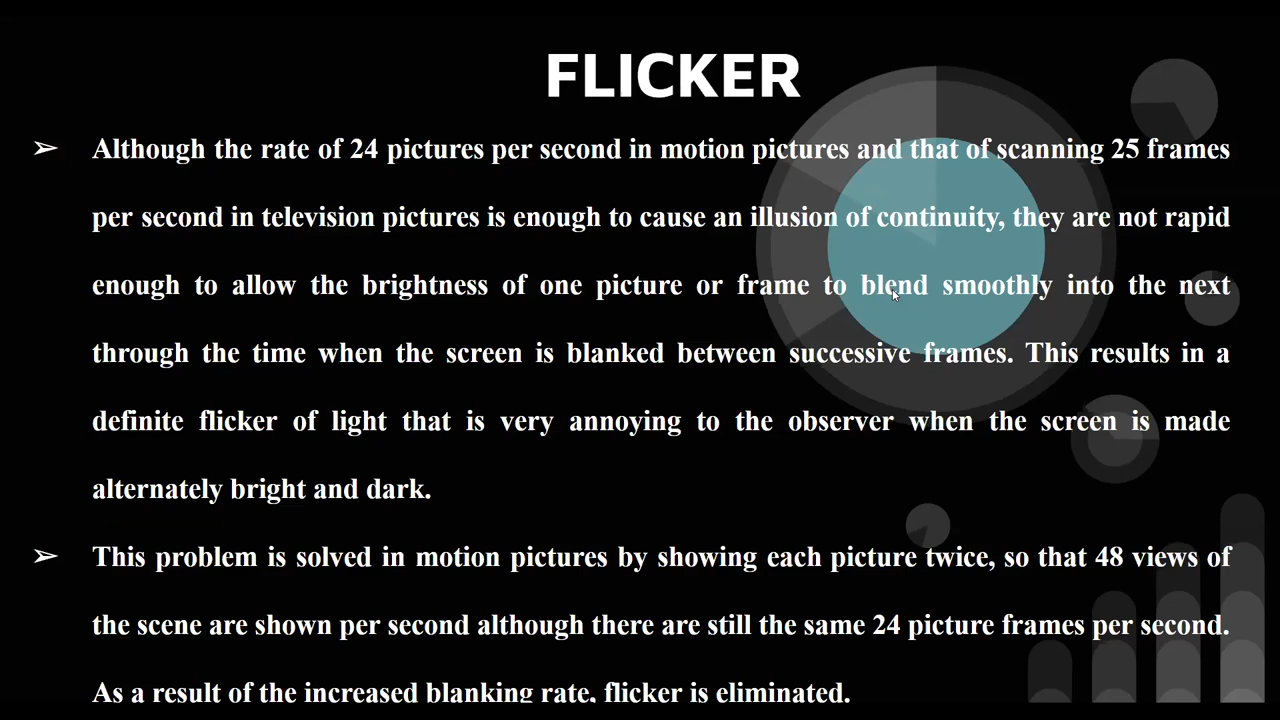 FLICKER
➢ Although the rate of 24 pictures per second in motion pictures and that of scanning 25 frames
per second in television pictures is enough to cause an illusion of continuity, they are not rapid
enough to allow the brightness of one picture or frame to blend smoothly into the next
through the time when the screen is blanked between successive frames. This results in a
definite flicker of light that is very annoying to the observer when the screen is made
alternately bright and dark.
➢ This problem is solved in motion pictures by showing each picture twice, so that 48 views of
the scene are shown per second although there are still the same 24 picture frames per second.
As a result of the increased blanking rate, flicker is eliminated.